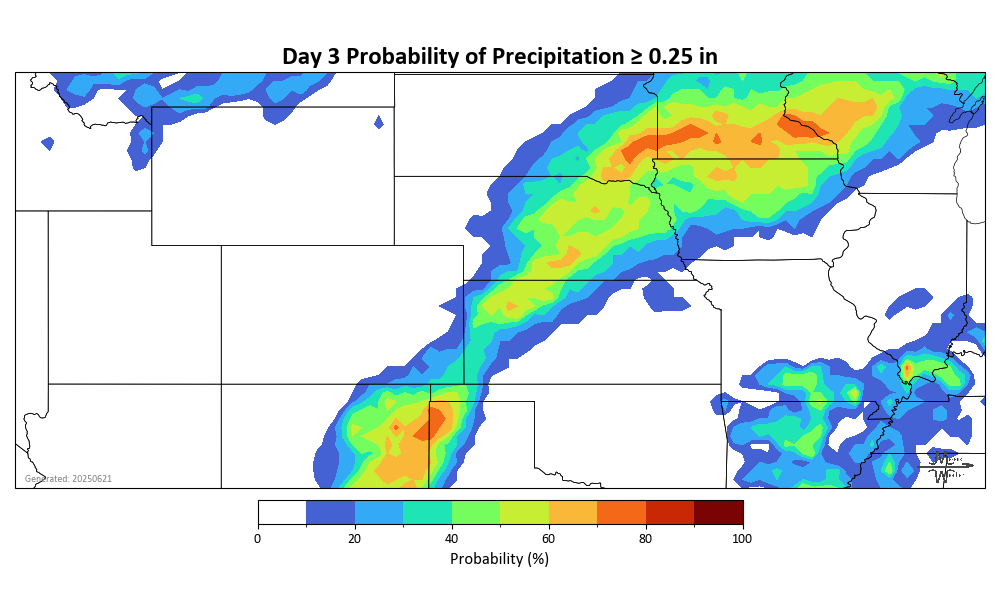 Day 3 Probability of Precipitation ≥ 0.25 in
Generated: 20250621
0 20 40 60 80 100
Probability (%)